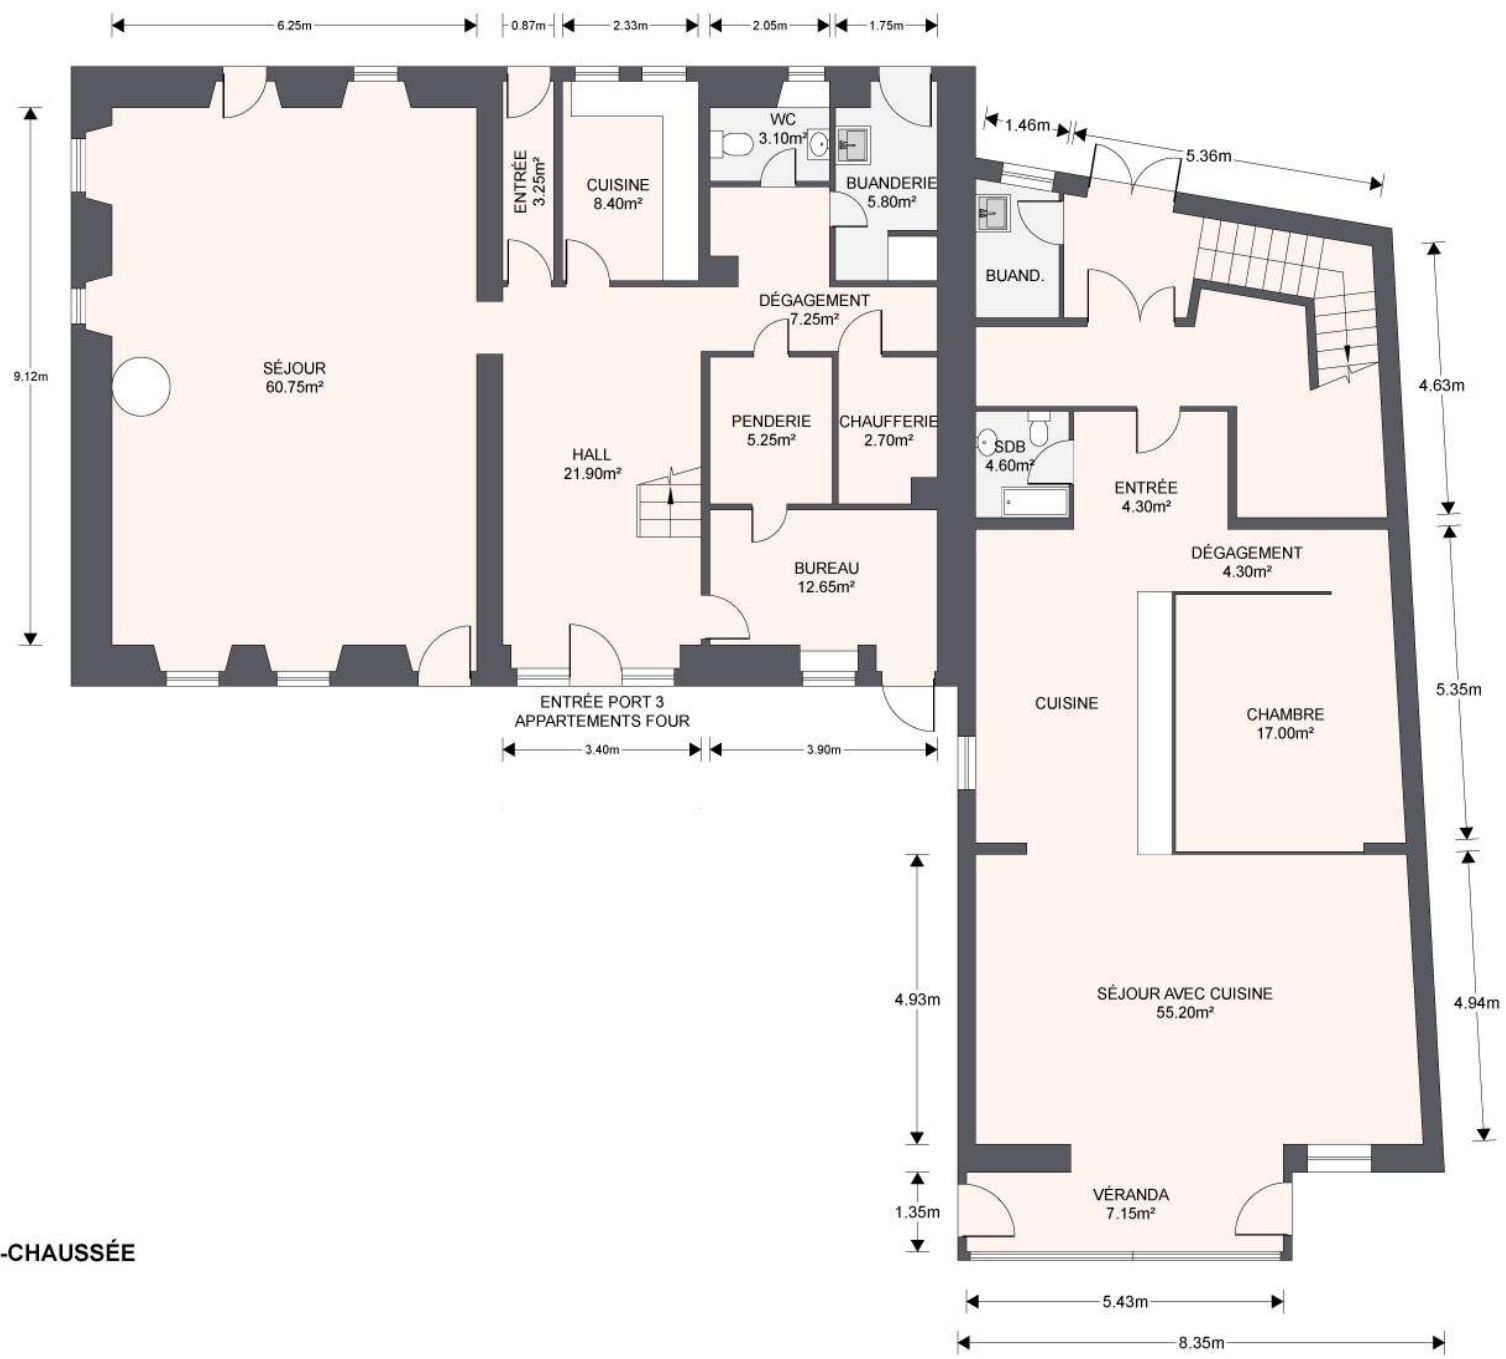 6.25m
0.87m
2.33m
2.05m
1.75m
1.46m
5.36m
9.12m
ENTRÉE
3.25m²
CUISINE
8.40m²
WC
3.10m²
BUANDERIE
5.80m²
BUAND.
DÉGAGEMENT
7.25m²
SÉJOUR
60.75m²
HALL
21.90m²
PENDERIE
5.25m²
CHAUFFERIE
2.70m²
SDB
4.60m²
ENTRÉE
4.30m²
4.63m
DÉGAGEMENT
4.30m²
BUREAU
12.65m²
ENTRÉE PORT 3
APPARTEMENTS FOUR
3.40m
3.90m
CUISINE
CHAMBRE
17.00m²
5.35m
SÉJOUR AVEC CUISINE
55.20m²
4.93m
4.94m
VÉRANDA
7.15m²
1.35m
-CHAUSSÉE
5.43m
8.35m